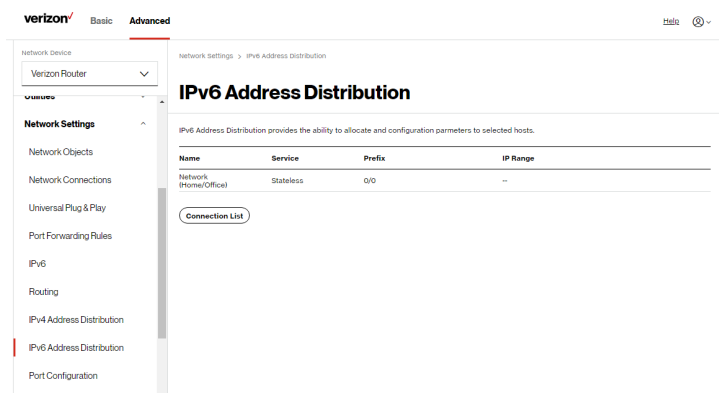 verizon
Basic
Advanced
Help
Network Device
Verizon Router
Utilities
Network Settings
Network Objects
Network Connections
Universal Plug & Play
Port Forwarding Rules
IPv6
Routing
IPv4 Address Distribution
IPv6 Address Distribution
Port Configuration
Network Settings > IPv6 Address Distribution
IPv6 Address Distribution
IPv6 Address Distribution provides the ability to allocate and configuration parmeters to selected hosts.
Name Service Prefix IP Range
Network (Home/Office) Stateless 0/0 --
Connection List